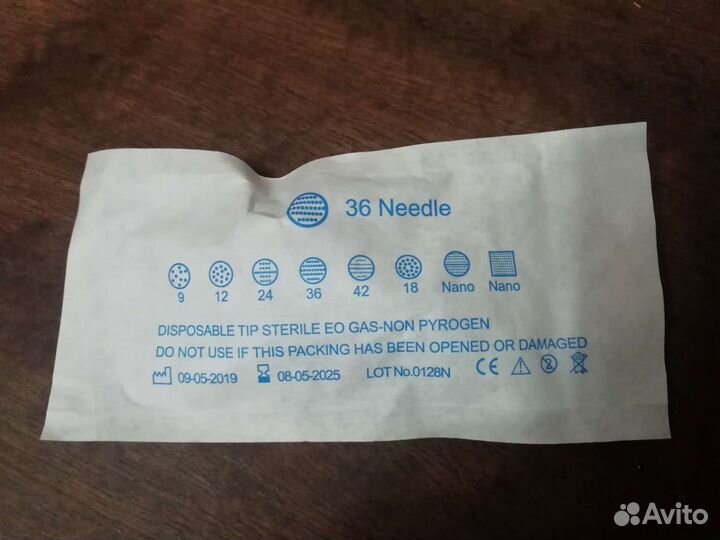 36 Needle
9 12 24 36 42 18 Nano Nano
DISPOSABLE TIP STERILE EO GAS-NON PYROGEN
DO NOT USE IF THIS PACKING HAS BEEN OPENED OR DAMAGED
09-05-2019 08-05-2025 LOT No.0128N CE
Avito